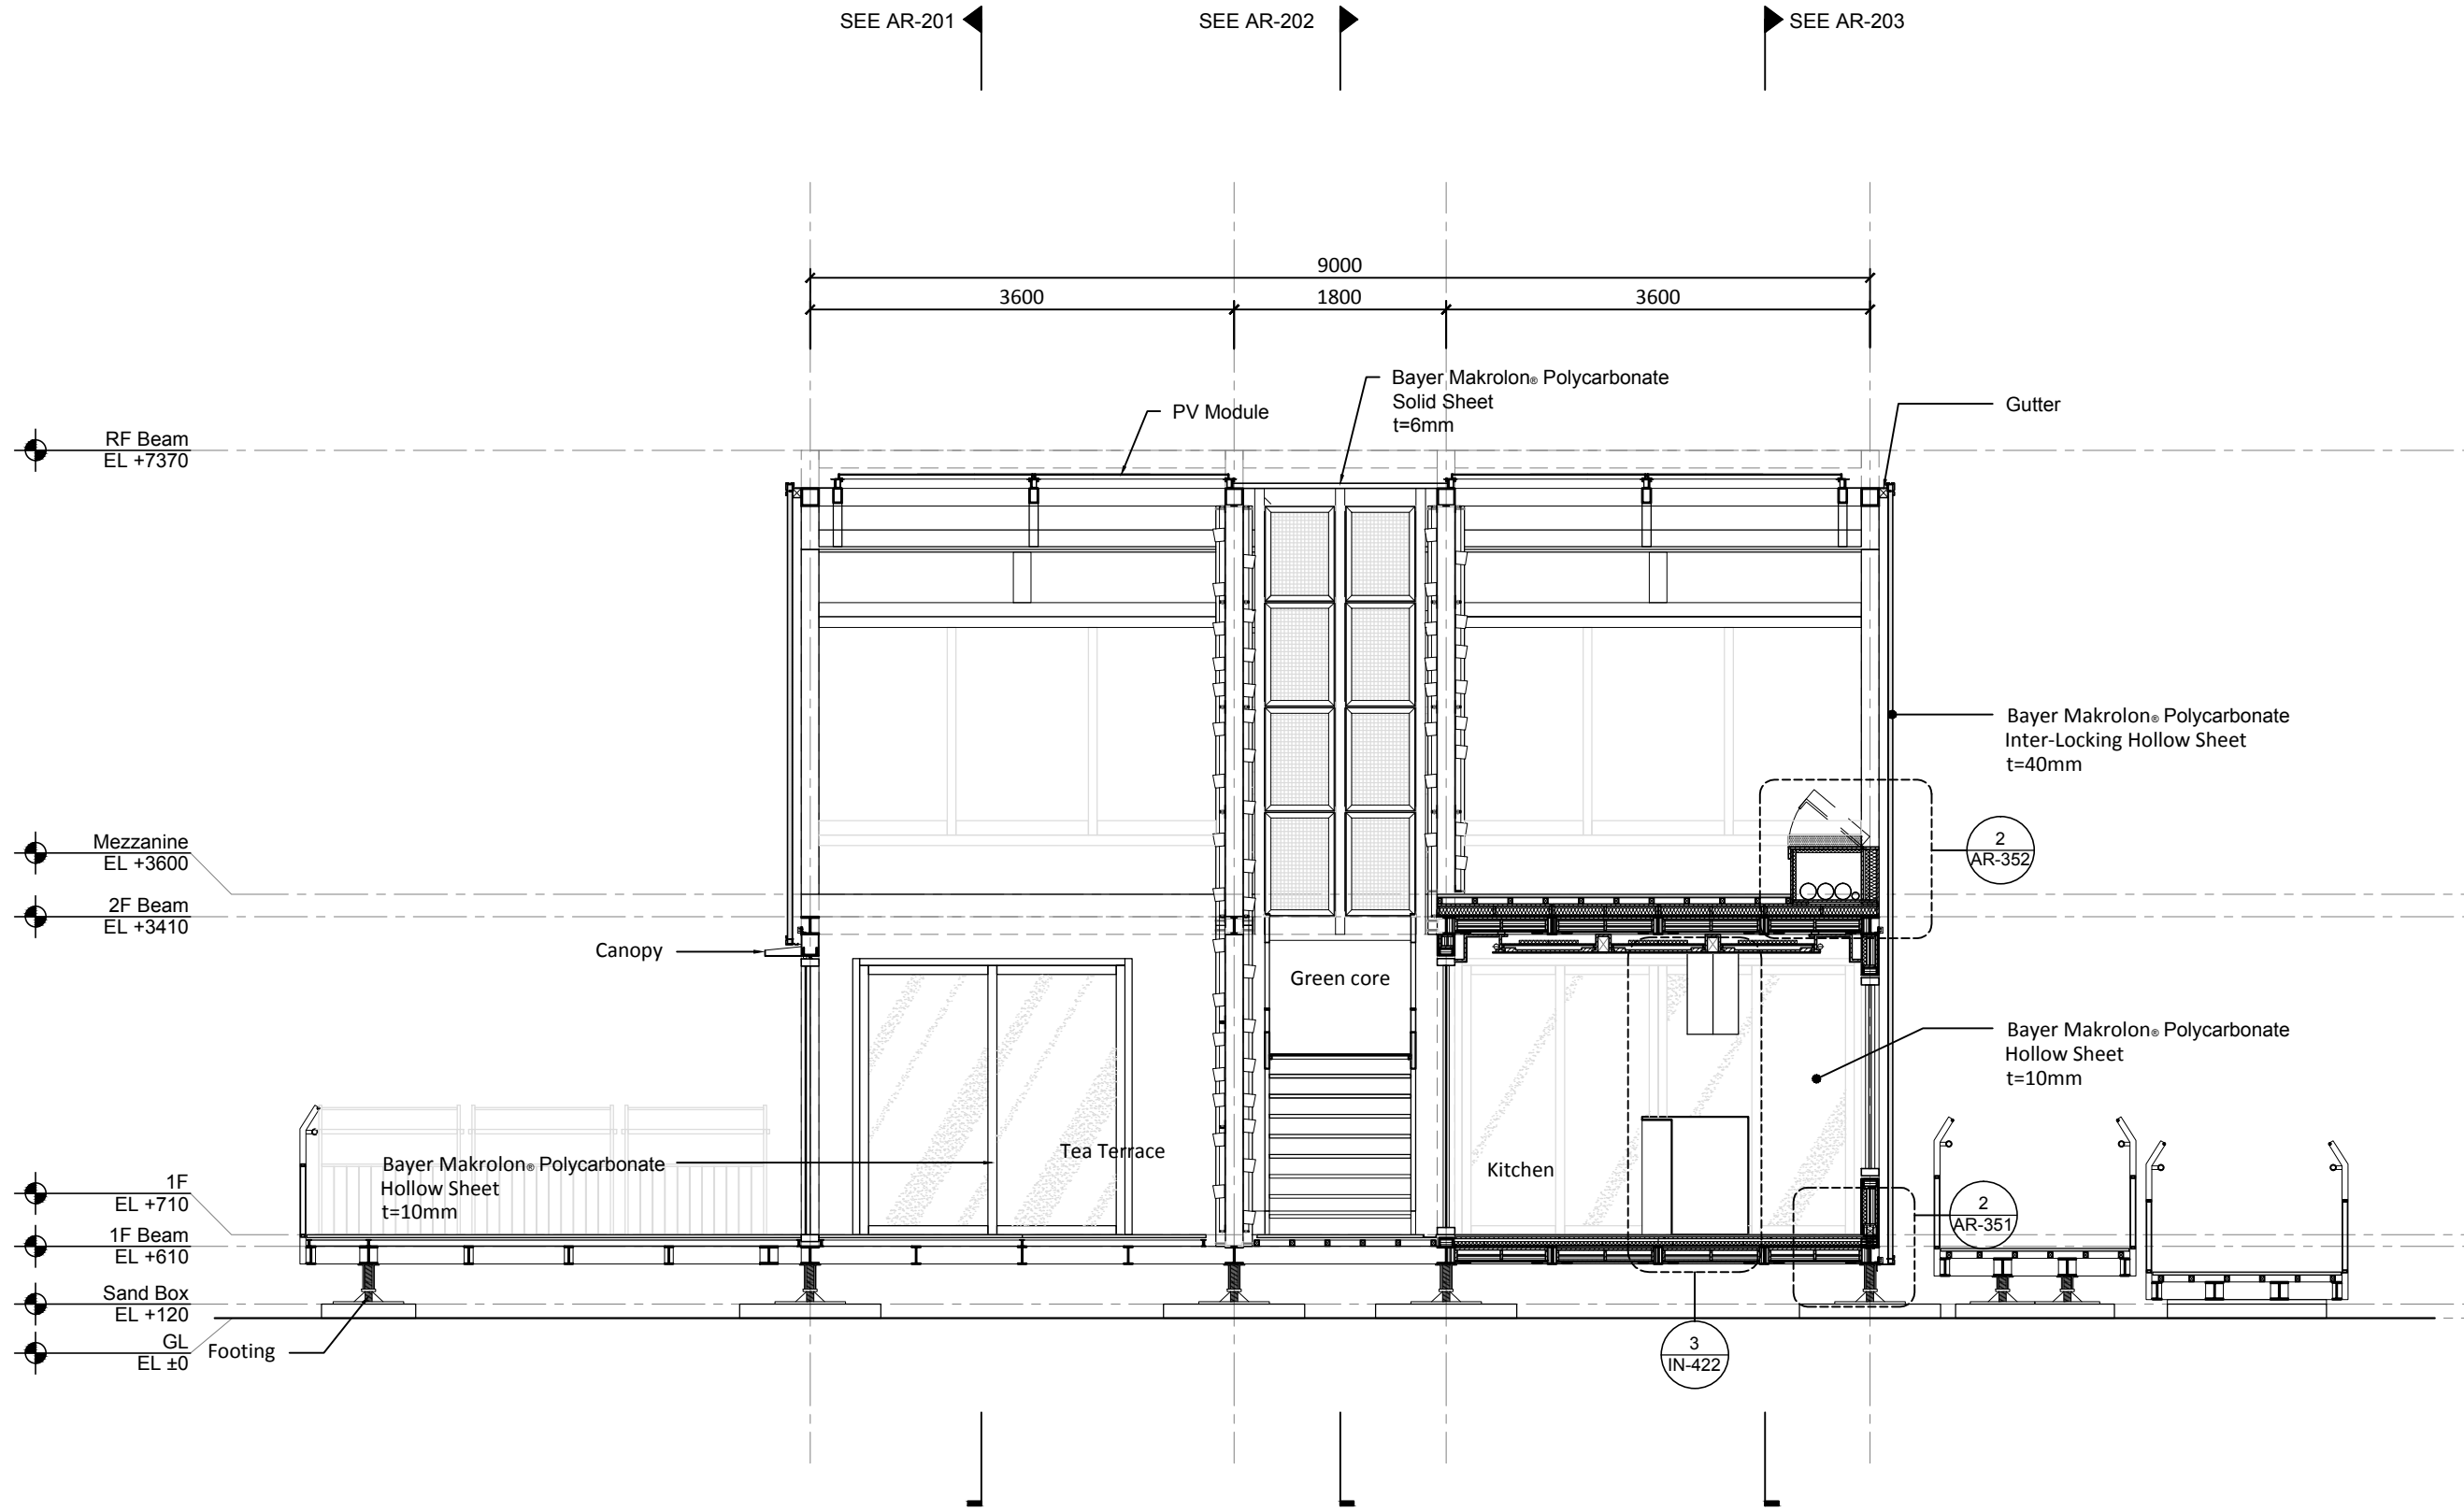 SEE AR-201
SEE AR-202
SEE AR-203
9000
3600
1800
3600
Bayer Makrolon® Polycarbonate
Solid Sheet
t=6mm
PV Module
Gutter
RF Beam
EL +7370
Bayer Makrolon® Polycarbonate
Inter-Locking Hollow Sheet
t=40mm
Mezzanine
EL +3600
2
AR-352
2F Beam
EL +3410
Canopy
Green core
Bayer Makrolon® Polycarbonate
Hollow Sheet
t=10mm
Tea Terrace
Bayer Makrolon® Polycarbonate
Hollow Sheet
t=10mm
Kitchen
1F
EL +710
2
AR-351
1F Beam
EL +610
Sand Box
EL +120
GL
EL ±0
Footing
3
IN-422